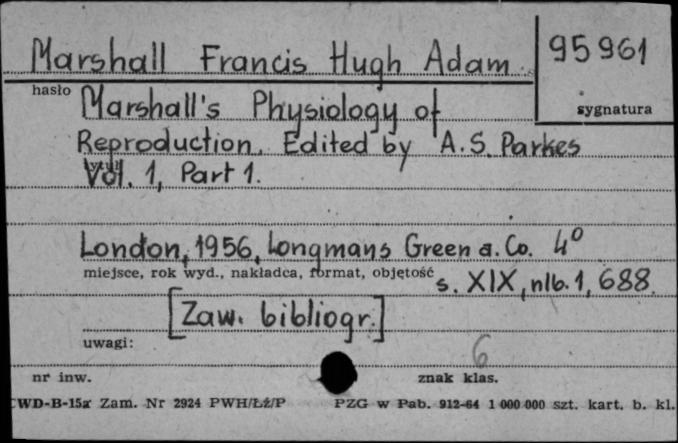 Marshall Francis Hugh Adam
95961
hasło
sygnatura
Marshall's Physiology of
Reproduction. Edited by A.S. Parkes
tytuł
Vol. 1, Part 1.
London, 1956, Longmans Green a. Co. 4⁰
miejsce, rok wyd., nakładca, format, objętość
s. XIX, nlb. 1, 688.
[Zaw. bibliogr.]
uwagi:
6
nr inw.
znak klas.
WD-B-15a Zam. Nr 2924 PWH/Łż/P PZG w Pab. 912-64 1 000 000 szt. kart. b. kl.